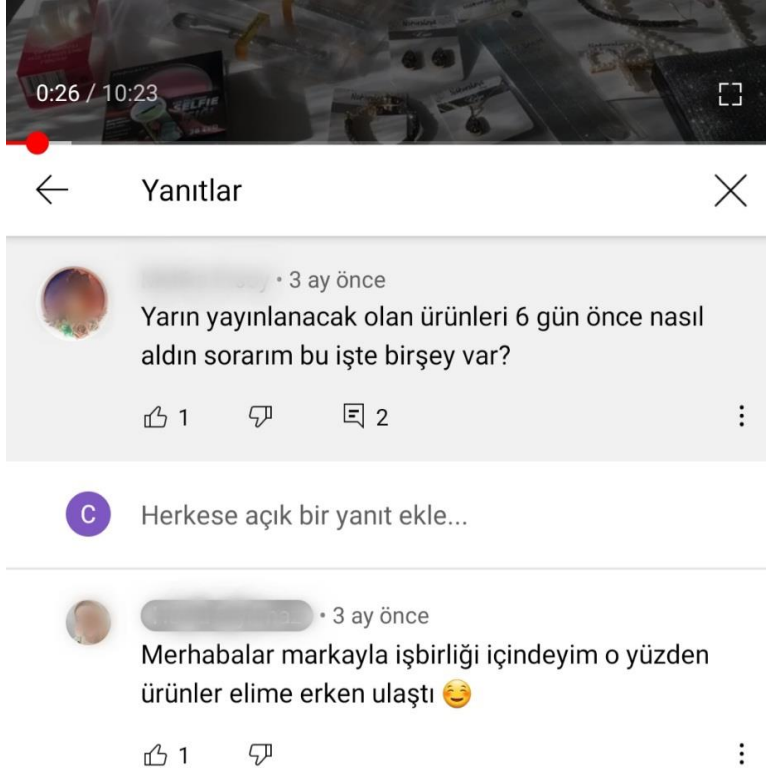 SELFIE
0:26 / 10:23
Yanıtlar
• 3 ay önce
Yarın yayınlanacak olan ürünleri 6 gün önce nasıl
aldın sorarım bu işte birşey var?
1
2
C
Herkese açık bir yanıt ekle...
• 3 ay önce
Merhabalar markayla işbirliği içindeyim o yüzden
ürünler elime erken ulaştı
1